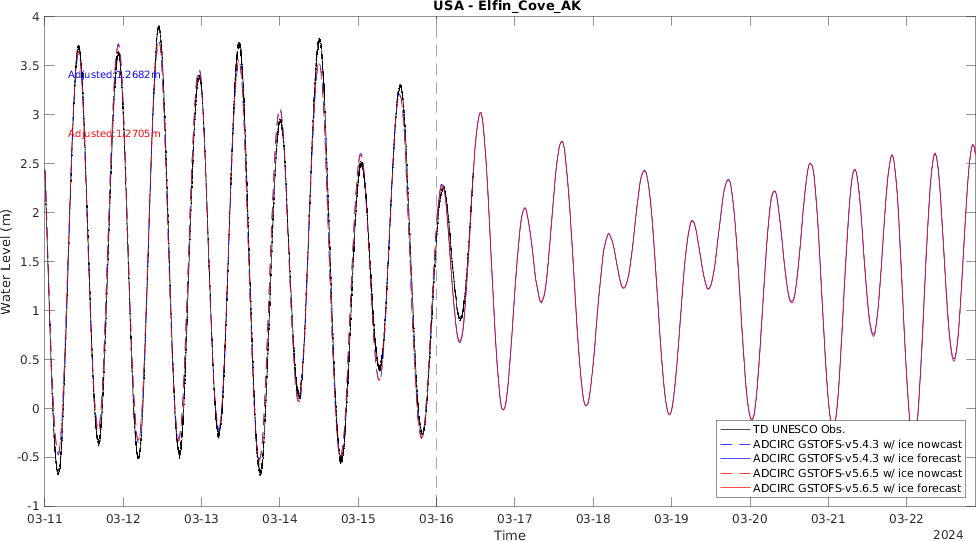 USA - Elfin_Cove_AK
4
3.5
3
2.5
2
1.5
1
0.5
0
-0.5
-1
Water Level (m)
Adjusted:1.2682m
Adjusted:1.2705m
TD UNESCO Obs.
ADCIRC GSTOFS-v5.4.3 w/ ice nowcast
ADCIRC GSTOFS-v5.4.3 w/ ice forecast
ADCIRC GSTOFS-v5.6.5 w/ ice nowcast
ADCIRC GSTOFS-v5.6.5 w/ ice forecast
03-11 03-12 03-13 03-14 03-15 03-16 03-17 03-18 03-19 03-20 03-21 03-22
Time
2024